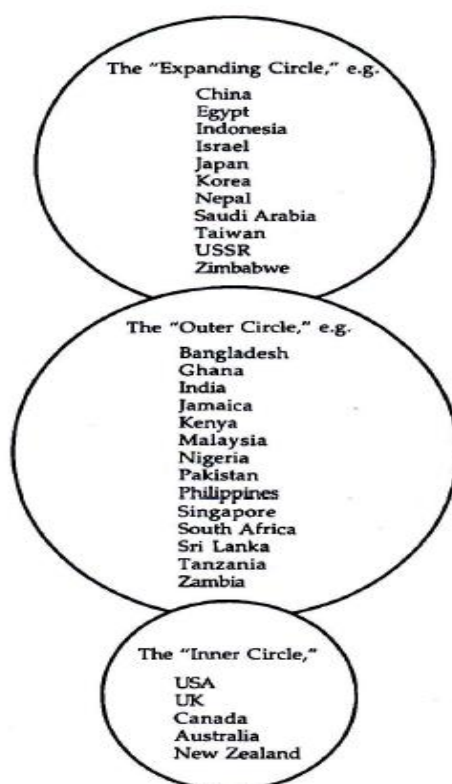 The "Expanding Circle," e.g.
China
Egypt
Indonesia
Israel
Japan
Korea
Nepal
Saudi Arabia
Taiwan
USSR
Zimbabwe
The "Outer Circle," e.g.
Bangladesh
Ghana
India
Jamaica
Kenya
Malaysia
Nigeria
Pakistan
Philippines
Singapore
South Africa
Sri Lanka
Tanzania
Zambia
The "Inner Circle,"
USA
UK
Canada
Australia
New Zealand